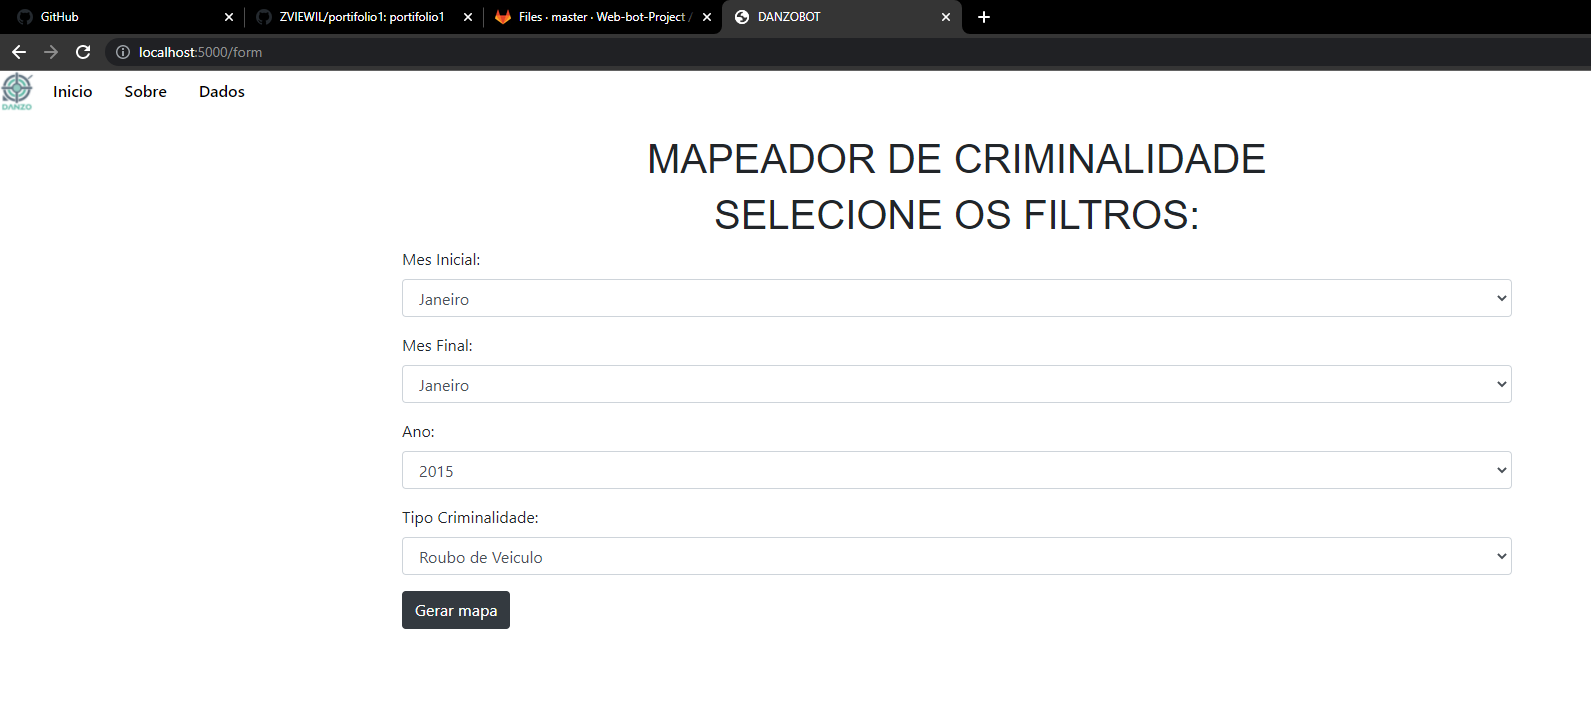 GitHub
ZVIEWIL/portifolio1: portifolio1
Files · master · Web-bot-Project /
DANZOBOT
localhost:5000/form
DANZO
Inicio Sobre Dados
MAPEADOR DE CRIMINALIDADE
SELECIONE OS FILTROS:
Mes Inicial:
Janeiro
Mes Final:
Janeiro
Ano:
2015
Tipo Criminalidade:
Roubo de Veiculo
Gerar mapa